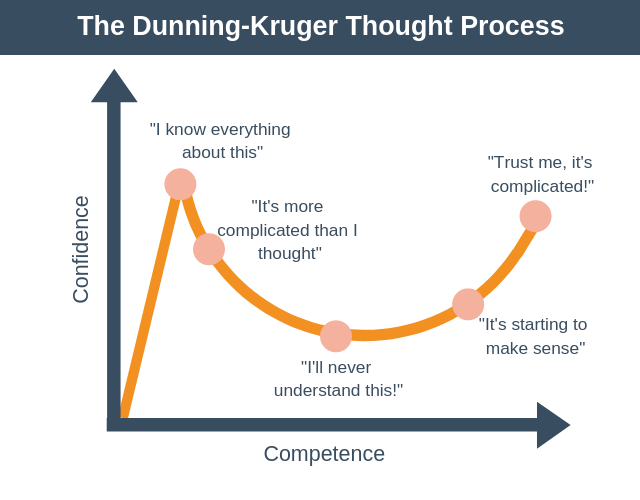 The Dunning-Kruger Thought Process
"I know everything
about this"
"Trust me, it's
complicated!"
"It's more
complicated than I
thought"
Confidence
"It's starting to
make sense"
"I'll never
understand this!"
Competence